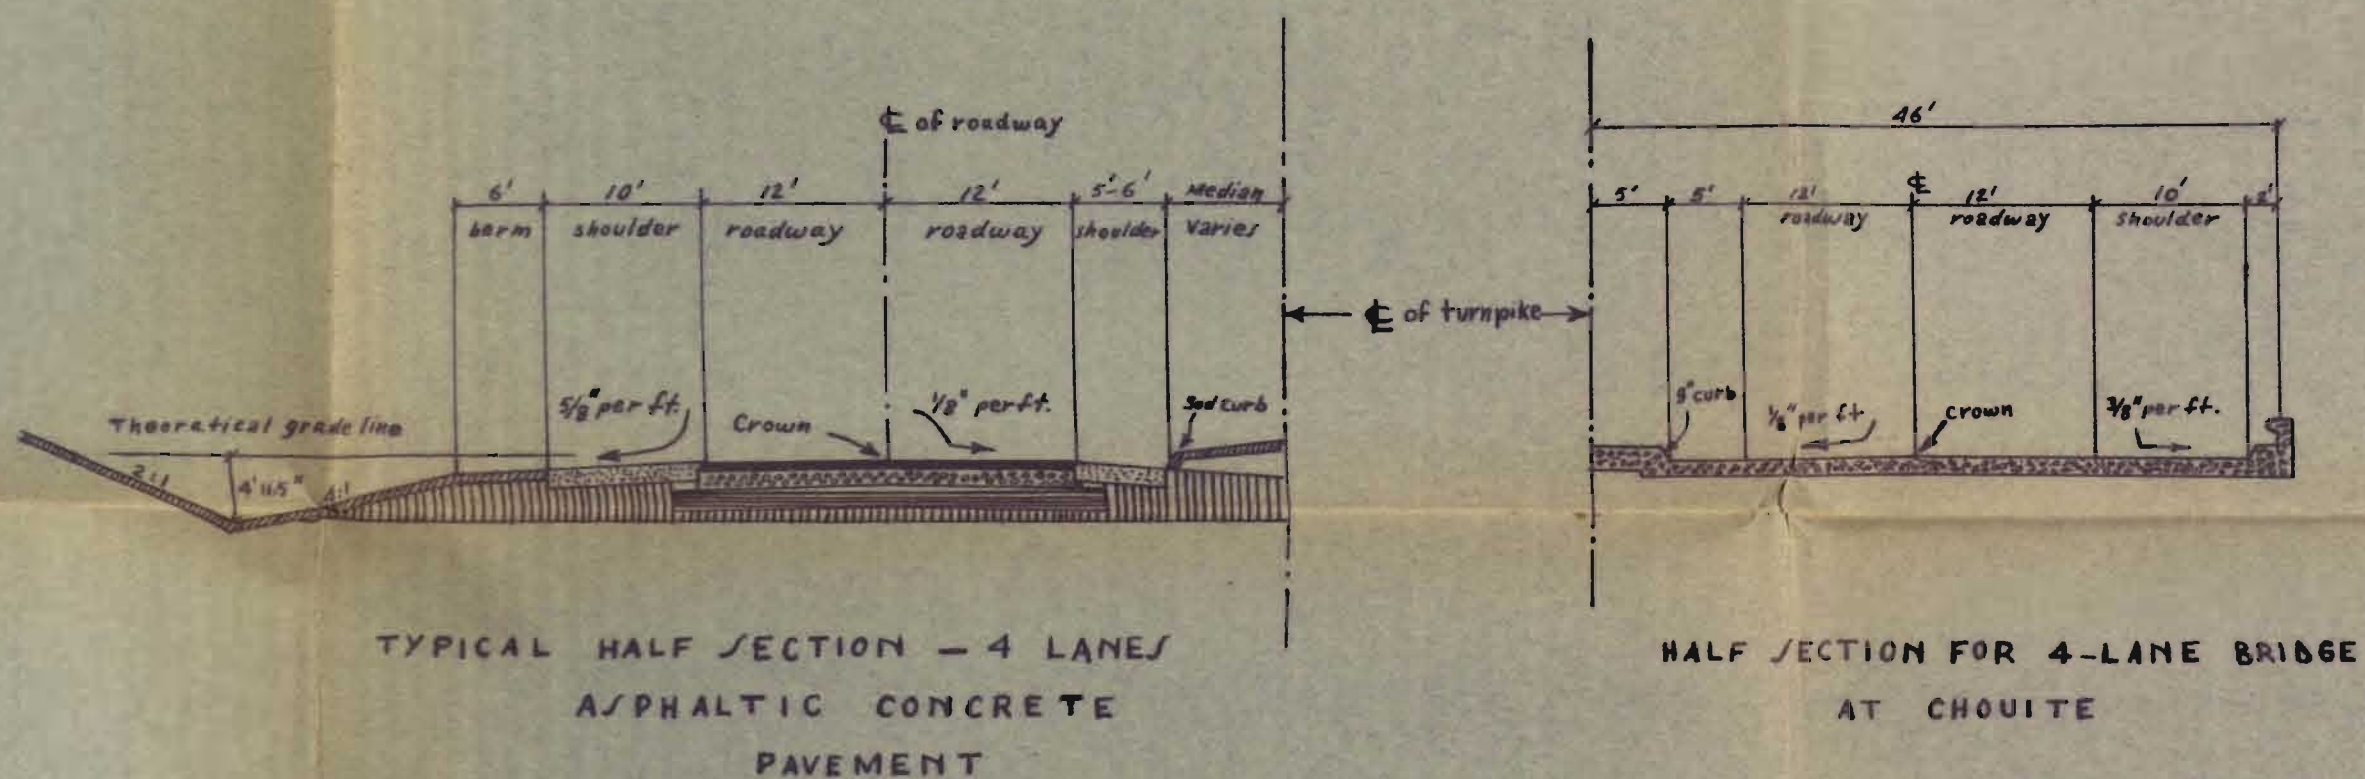 ℄ of roadway
6' 10' 12' 12' 5'-6' Median
berm shoulder roadway roadway shoulder Varies
5/8" per ft. Crown 1/8" per ft. Sod curb
Theoretical grade line
2:1 4' 11.5" 4:1
TYPICAL HALF SECTION – 4 LANES
ASPHALTIC CONCRETE
PAVEMENT
℄ of turnpike
46'
5' 5' 12' ℄ 12' 10' 2'
roadway roadway shoulder
9" curb 1/8" per ft crown 3/8" per ft.
HALF SECTION FOR 4-LANE BRIDGE
AT CHOUITE